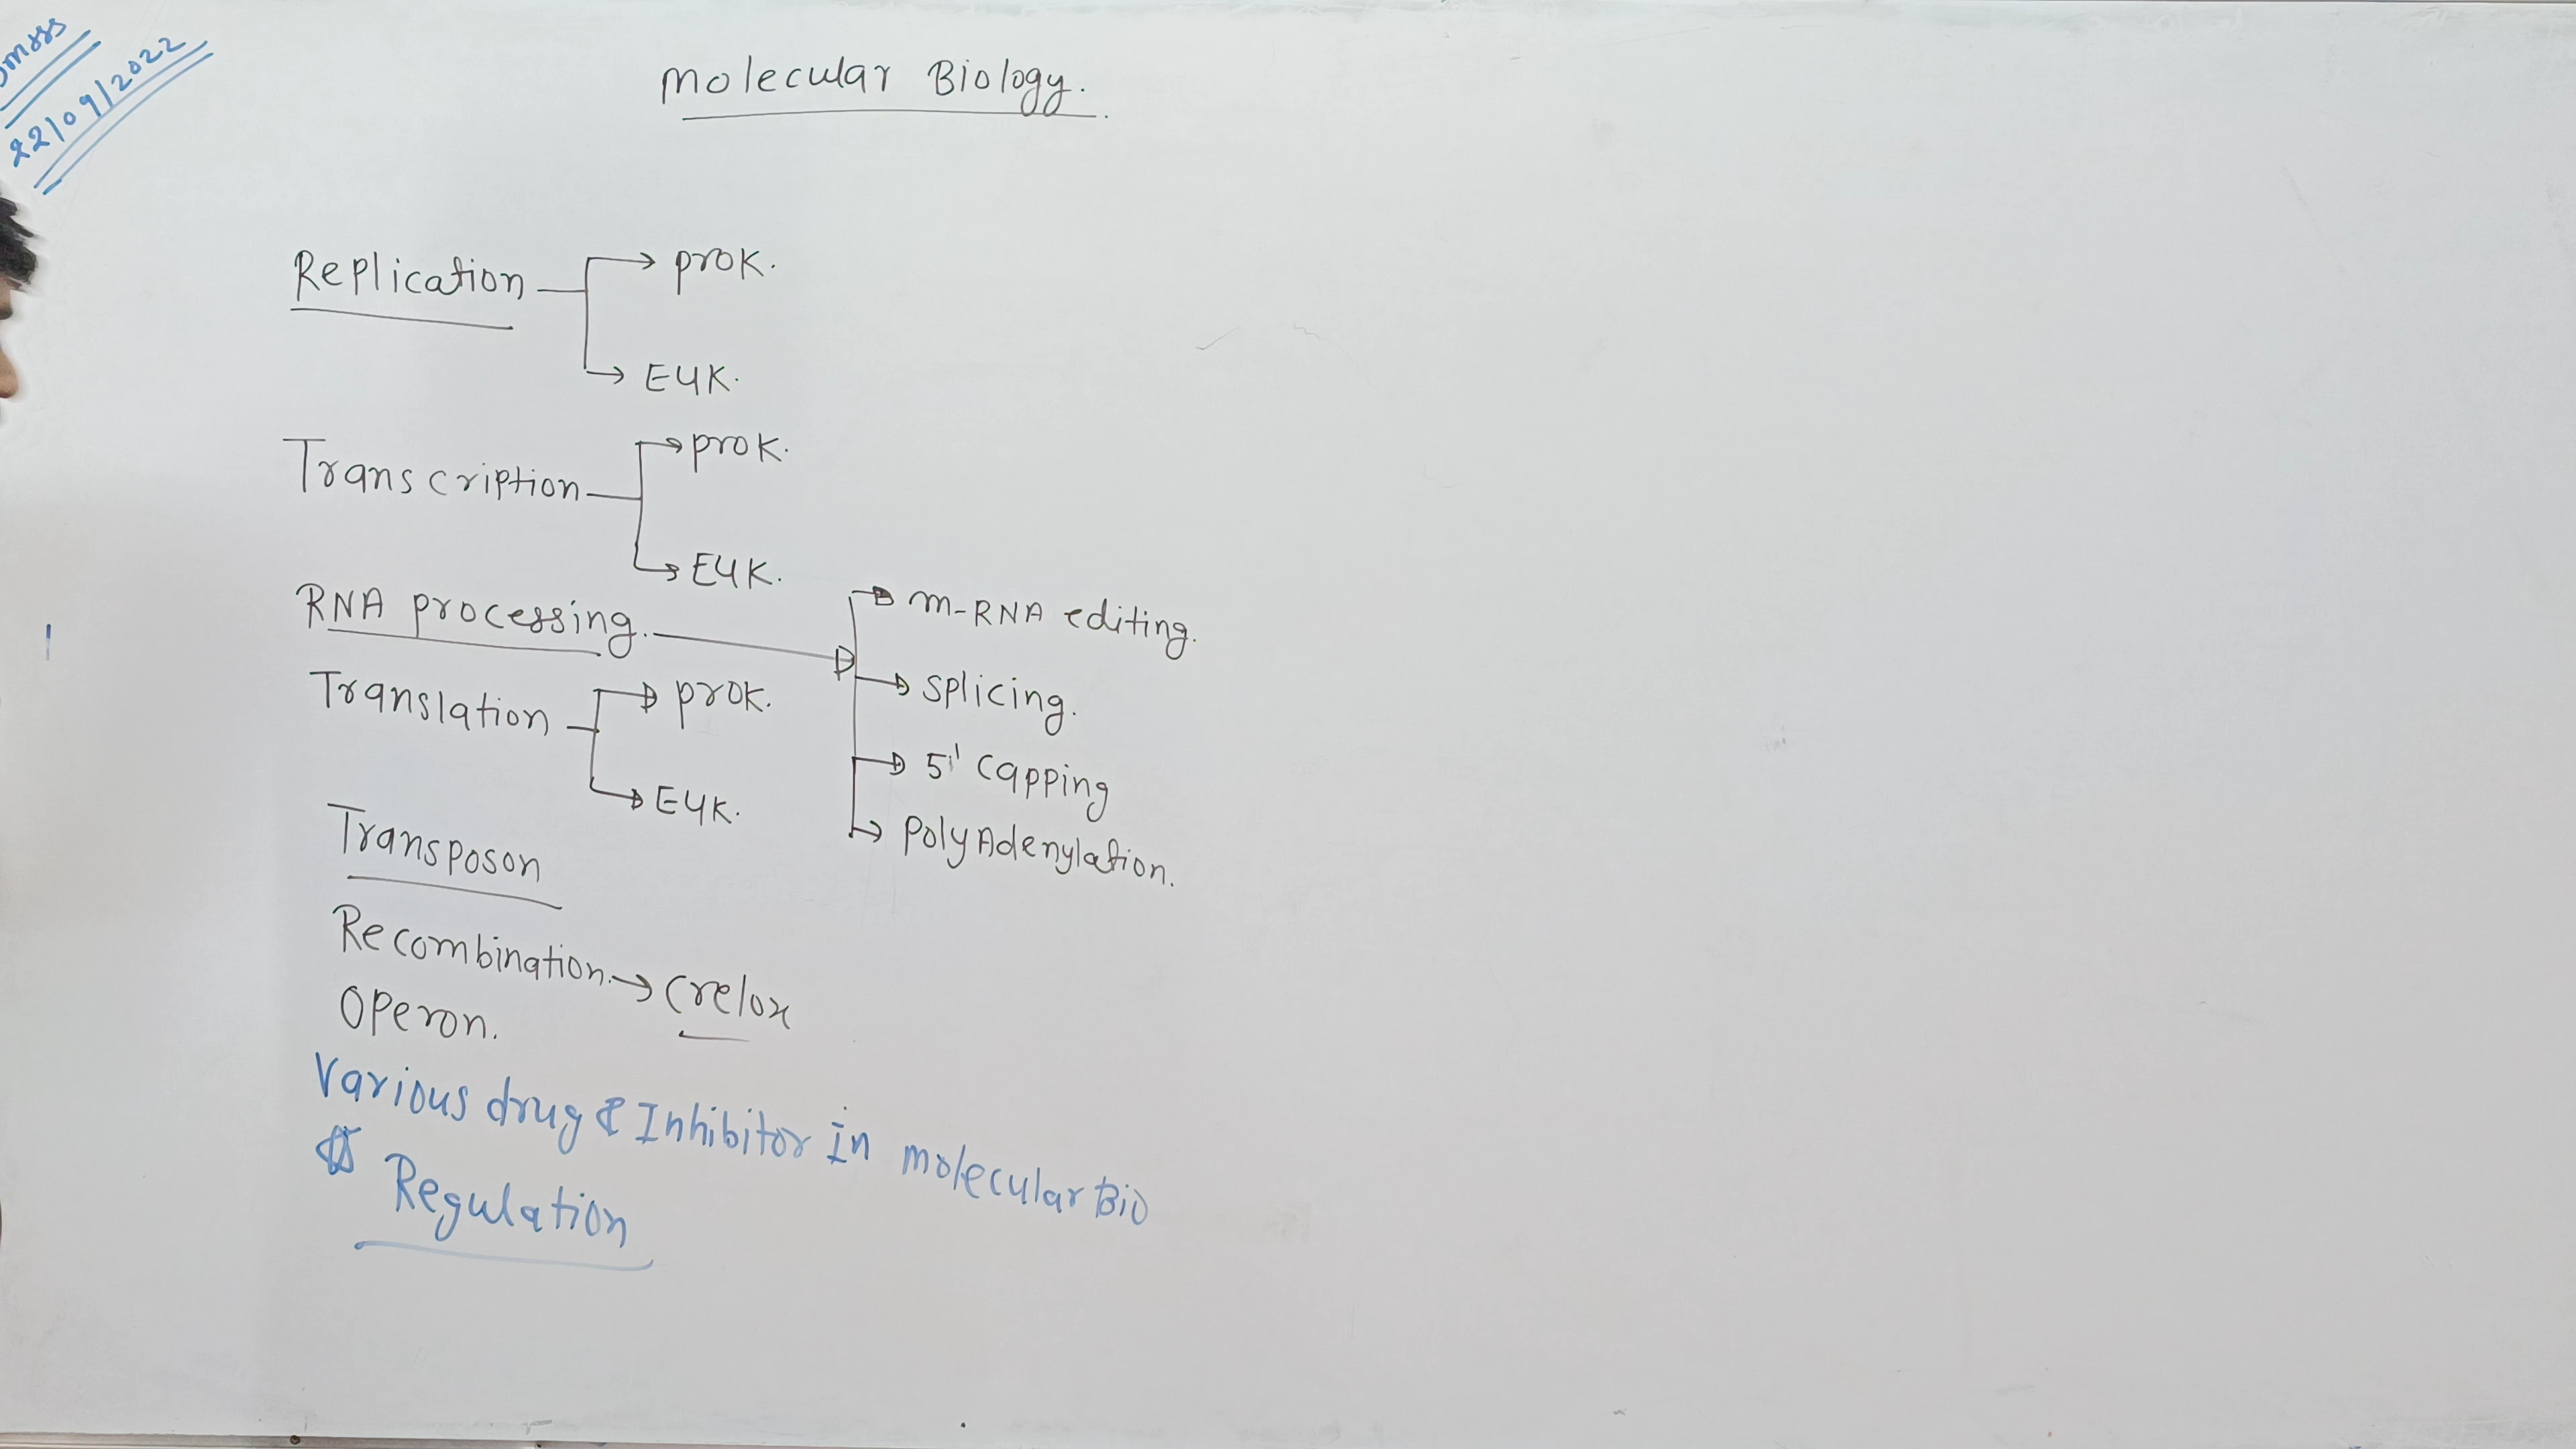 22/09/2022
Molecular Biology.
Replication → prok.
→ Euk.
Transcription → prok.
→ Euk.
RNA processing. → m-RNA editing.
→ splicing.
→ 5' Capping
→ PolyAdenylation.
Translation → prok.
→ Euk.
Transposon
Recombination. → Crelox
Operon.
Various drug & Inhibitor in molecular Bio
Regulation